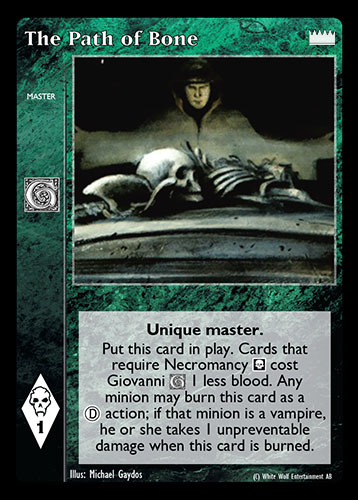 The Path of Bone
MASTER
Unique master.
Put this card in play. Cards that
require Necromancy cost
Giovanni 1 less blood. Any
minion may burn this card as a
D action; if that minion is a vampire,
he or she takes 1 unpreventable
damage when this card is burned.
1
Illus: Michael Gaydos
(C) White Wolf Entertainment AB